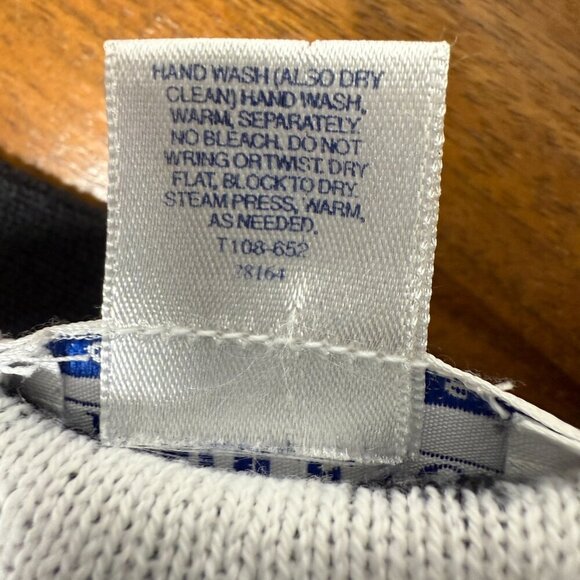 HAND WASH (ALSO DRY
CLEAN) HAND WASH,
WARM, SEPARATELY.
NO BLEACH. DO NOT
WRING OR TWIST. DRY
FLAT, BLOCK TO DRY.
STEAM PRESS, WARM,
AS NEEDED.
T108-652
28164